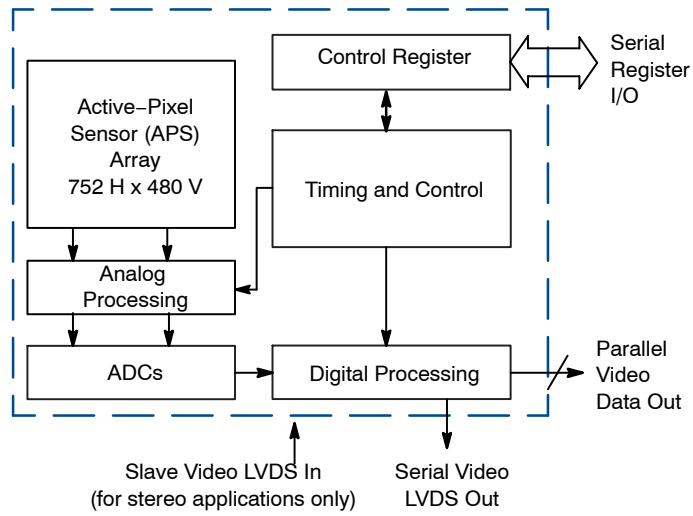 Control Register
Serial
Register
I/O
Active−Pixel
Sensor (APS)
Array
752 H x 480 V
Timing and Control
Analog
Processing
ADCs
Digital Processing
Parallel
Video
Data Out
Slave Video LVDS In
(for stereo applications only)
Serial Video
LVDS Out